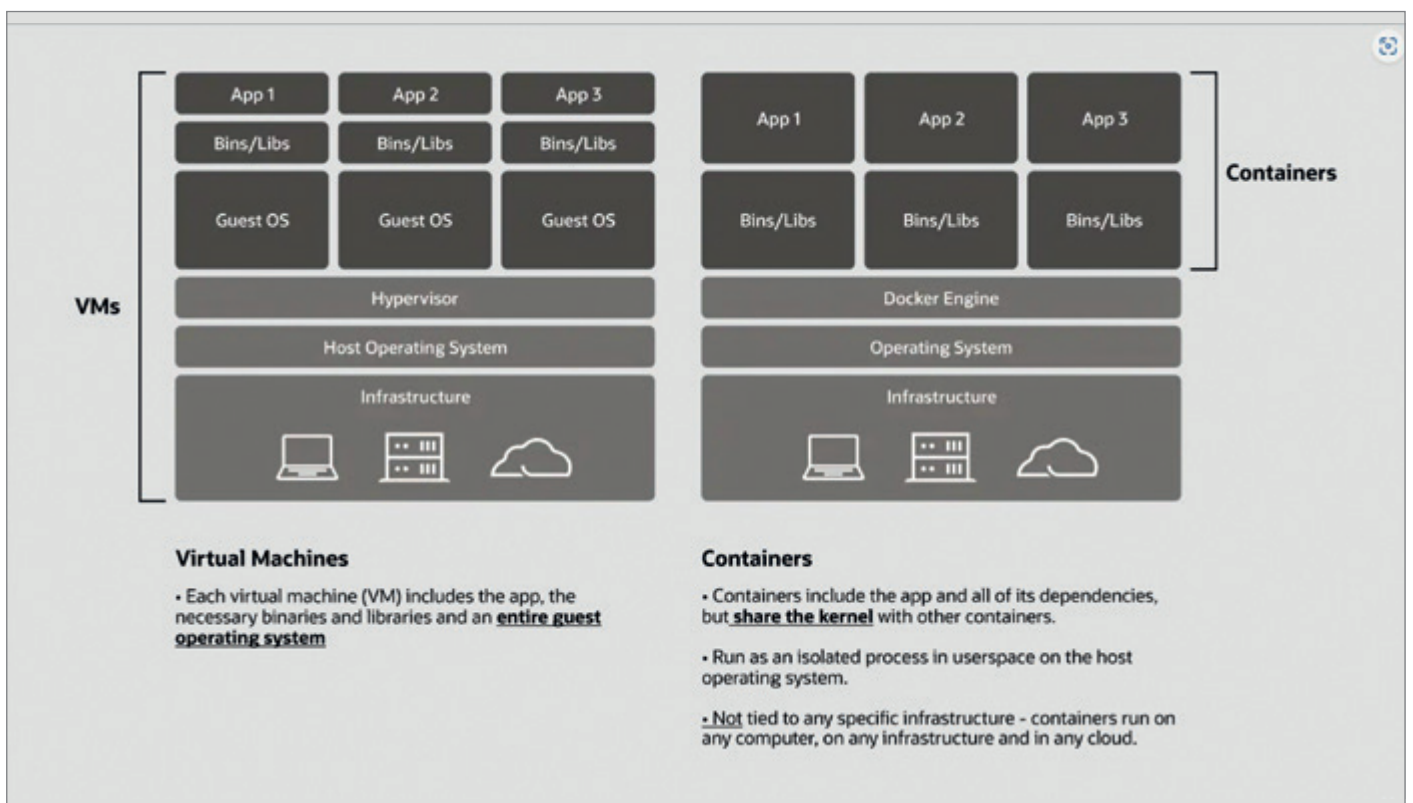 App 1
App 2
App 3
Bins/Libs
Bins/Libs
Bins/Libs
Guest OS
Guest OS
Guest OS
Hypervisor
Host Operating System
Infrastructure
VMs
App 1
App 2
App 3
Bins/Libs
Bins/Libs
Bins/Libs
Docker Engine
Operating System
Infrastructure
Containers
Virtual Machines
• Each virtual machine (VM) includes the app, the
necessary binaries and libraries and an entire guest
operating system
Containers
• Containers include the app and all of its dependencies,
but share the kernel with other containers.
• Run as an isolated process in userspace on the host
operating system.
• Not tied to any specific infrastructure - containers run on
any computer, on any infrastructure and in any cloud.